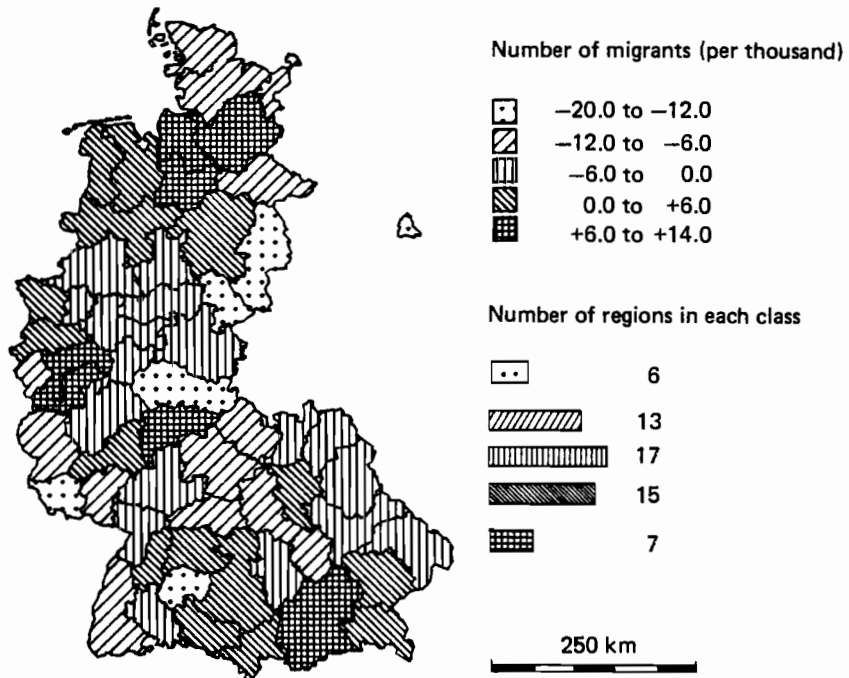 Number of migrants (per thousand)
−20.0 to −12.0
−12.0 to −6.0
−6.0 to 0.0
0.0 to +6.0
+6.0 to +14.0
Number of regions in each class
6
13
17
15
7
250 km